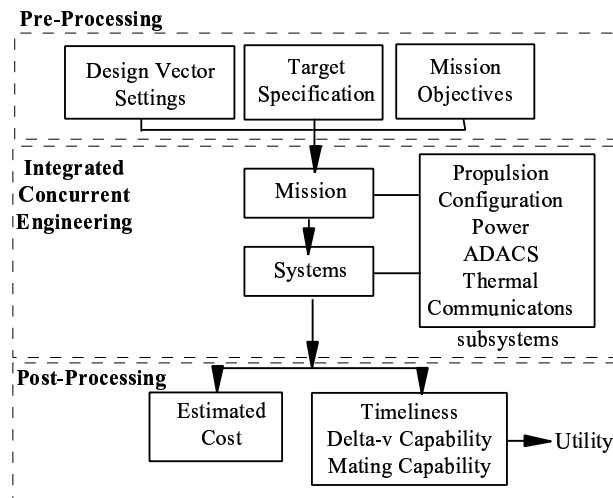 Pre-Processing
Design Vector
Settings
Target
Specification
Mission
Objectives
Integrated
Concurrent
Engineering
Mission
Systems
Propulsion
Configuration
Power
ADACS
Thermal
Communicatons
subsystems
Post-Processing
Estimated
Cost
Timeliness
Delta-v Capability
Mating Capability
Utility